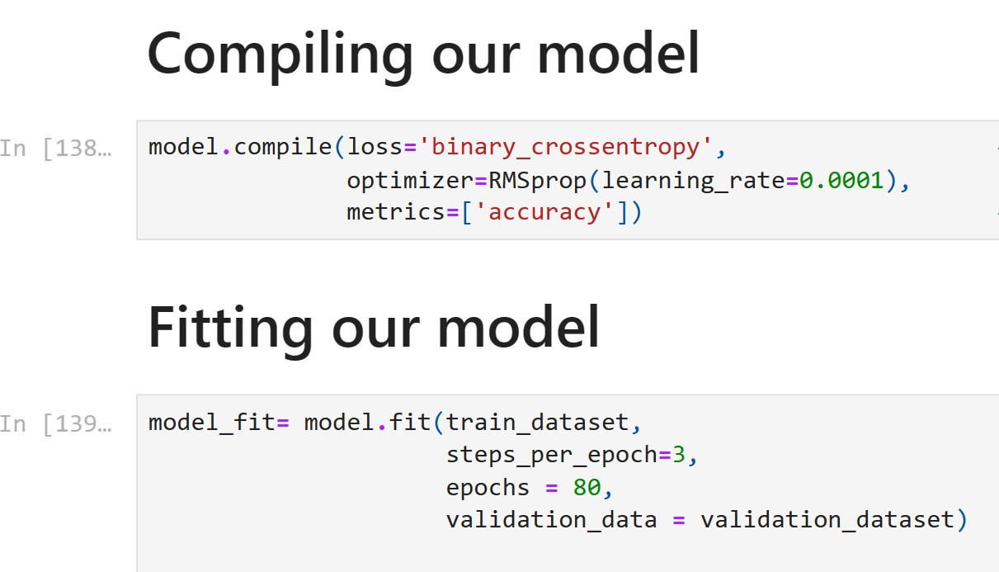 Compiling our model
In [138…
model.compile(loss='binary_crossentropy',
optimizer=RMSprop(learning_rate=0.0001),
metrics=['accuracy'])
Fitting our model
In [139…
model_fit= model.fit(train_dataset,
steps_per_epoch=3,
epochs = 80,
validation_data = validation_dataset)